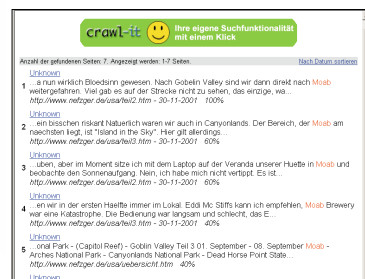 crawl-it Ihre eigene Suchfunktionalität
mit einem Klick
Anzahl der gefundenen Seiten: 7. Angezeigt werden: 1-7 Seiten. Nach Datum sortieren
Unknown
1 ...a nun wirklich Bloedsinn gewesen. Nach Gobelin Valley sind wir dann direkt nach Moab
weitergefahren. Viel gab es auf der Strecke nicht zu sehen, das einzige, wa...
http://www.refzger.de/usa/teil2.htm - 30-11-2001 100%
Unknown
2 ...ein bisschen riskant Natuerlich waren wir auch in Canyonlands. Der Bereich, der Moab am
naechsten liegt, ist "Island in the Sky". Hier gilt allerdings...
http://www.refzger.de/usa/teil3.htm - 30-11-2001 60%
Unknown
3 ...uben, aber im Moment sitze ich mit dem Laptop auf der Veranda unserer Huette in Moab und
beobachte den Sonnenaufgang. Nein, ich habe mich nicht vertippt. Es ist...
http://www.refzger.de/usa/teil2.htm - 30-11-2001 60%
Unknown
4 ...en wir in der ersten Haelfte immer im Lokal. Eddi Mc Stiffs kann ich empfehlen, Moab Brewery
war eine Katastrophe. Die Bedienung war langsam und schlecht, das E...
http://www.refzger.de/usa/teil3.htm - 30-11-2001 40%
Unknown
5 ...onal Park - (Capitol Reef) - Goblin Valley Teil 3 01. September - 08. September Moab -
Arches National Park - Canyonlands National Park - Dead Horse Point State...
http://www.refzger.de/usa/uebersicht.htm 40%
Unknown